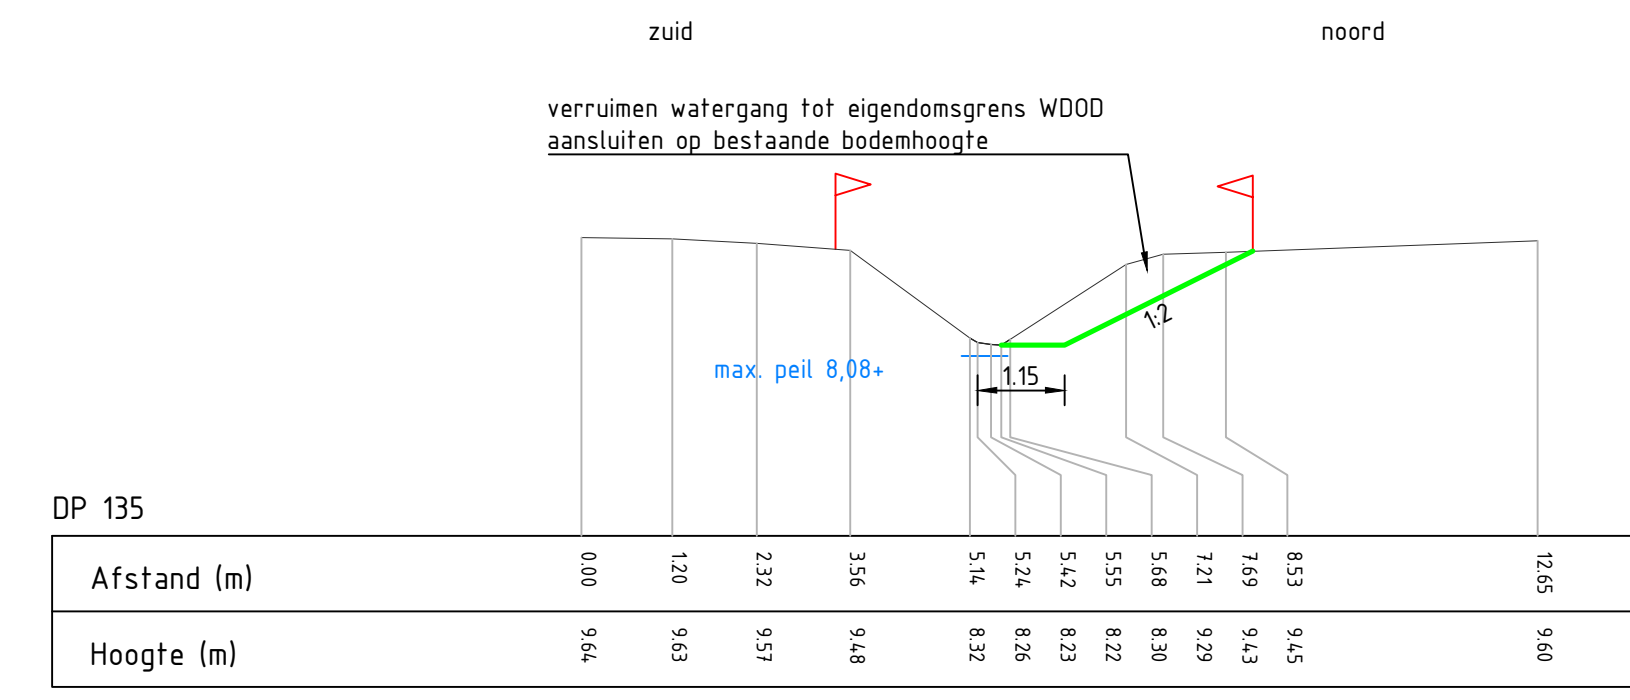 zuid noord
verruimen watergang tot eigendomsgrens WDOD
aansluiten op bestaande bodemhoogte
1:2
max. peil 8,08+
1.15
DP 135
Afstand (m) 0.00 1.20 2.32 3.56 5.14 5.24 5.42 5.55 5.68 7.21 7.69 8.53 12.65
Hoogte (m) 9.64 9.63 9.57 9.48 8.32 8.26 8.23 8.22 8.30 9.29 9.43 9.45 9.60